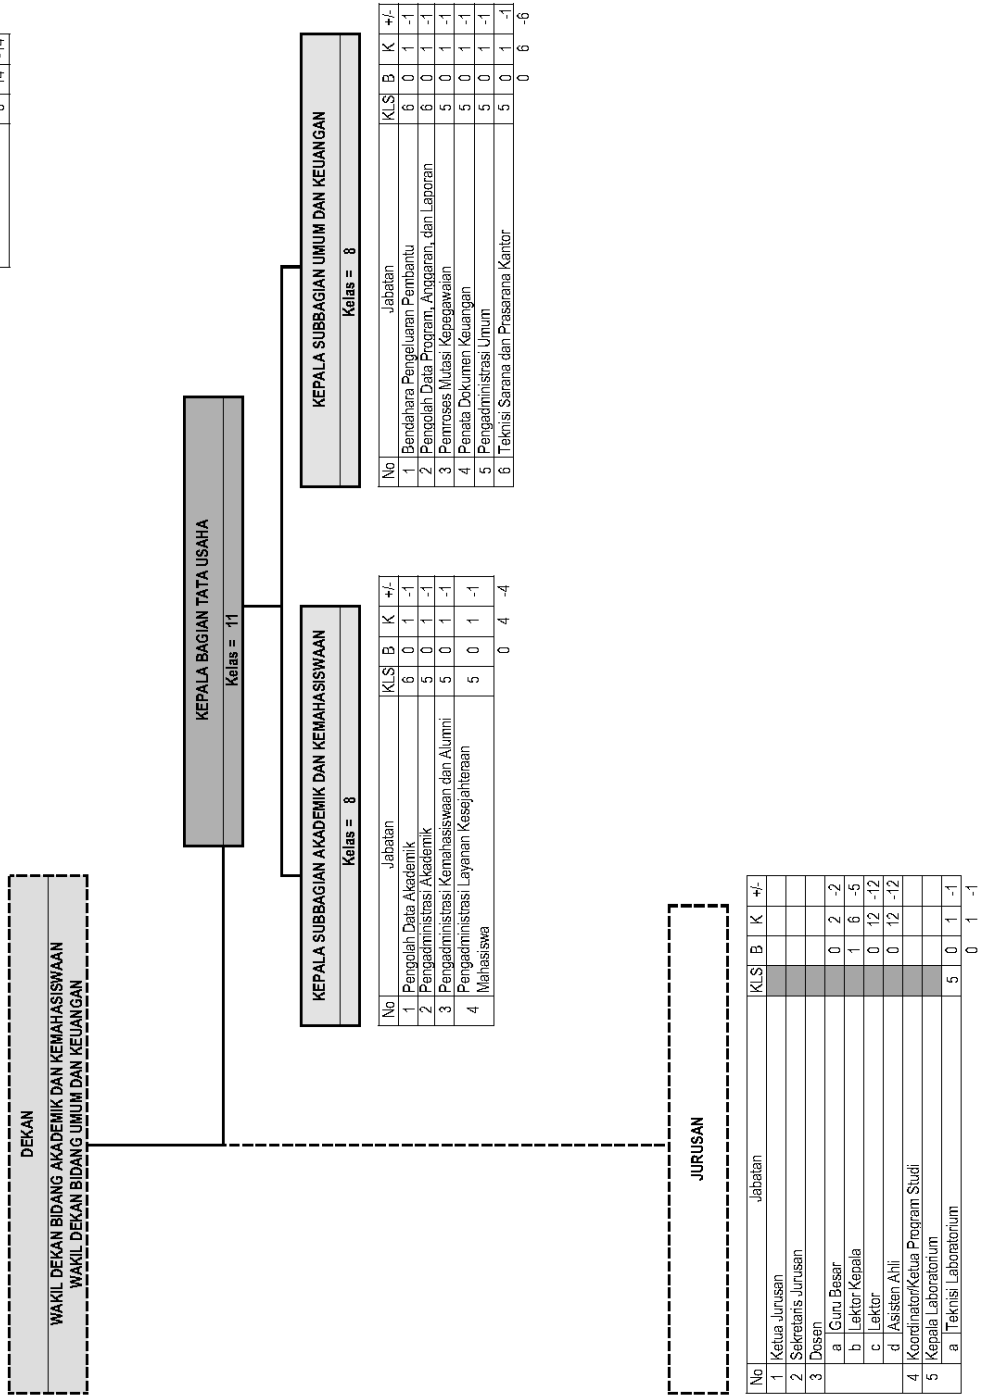 14 -14
DEKAN
WAKIL DEKAN BIDANG AKADEMIK DAN KEMAHASISWAAN
WAKIL DEKAN BIDANG UMUM DAN KEUANGAN
KEPALA BAGIAN TATA USAHA
Kelas = 11
KEPALA SUBBAGIAN AKADEMIK DAN KEMAHASISWAAN
Kelas = 8
No Jabatan KLS B K +/-
1 Pengolah Data Akademik 6 0 1 -1
2 Pengadministrasi Akademik 5 0 1 -1
3 Pengadministrasi Kemahasiswaan dan Alumni 5 0 1 -1
4 Pengadministrasi Layanan Kesejahteraan
Mahasiswa 5 0 1 -1
0 4 -4
KEPALA SUBBAGIAN UMUM DAN KEUANGAN
Kelas = 8
No Jabatan KLS B K +/-
1 Bendahara Pengeluaran Pembantu 6 0 1 -1
2 Pengolah Data Program, Anggaran, dan Laporan 6 0 1 -1
3 Pemroses Mutasi Kepegawaian 5 0 1 -1
4 Penata Dokumen Keuangan 5 0 1 -1
5 Pengadministrasi Umum 5 0 1 -1
6 Teknisi Sarana dan Prasarana Kantor 5 0 1 -1
0 6 -6
JURUSAN
No Jabatan KLS B K +/-
1 Ketua Jurusan
2 Sekretaris Jurusan
3 Dosen
a Guru Besar 0 2 -2
b Lektor Kepala 1 6 -5
c Lektor 0 12 -12
d Asisten Ahli 0 12 -12
4 Koordinator/Ketua Program Studi
5 Kepala Laboratorium
a Teknisi Laboratorium 5 0 1 -1
0 1 -1